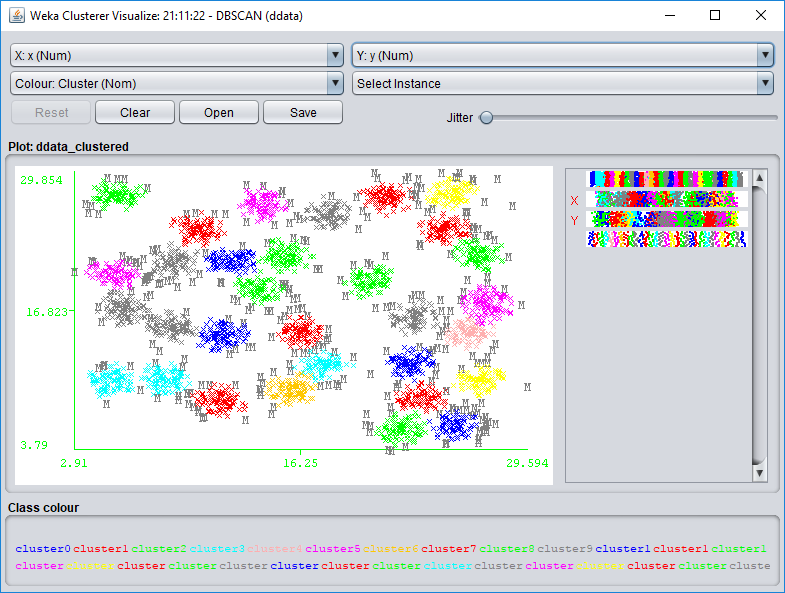 Weka Clusterer Visualize: 21:11:22 - DBSCAN (ddata)
X: x (Num) Y: y (Num)
Colour: Cluster (Nom) Select Instance
Reset Clear Open Save Jitter
Plot: ddata_clustered
29.854
16.823
3.79
2.91 16.25 29.594
X
Y
Class colour
cluster0 cluster1 cluster2 cluster3 cluster4 cluster5 cluster6 cluster7 cluster8 cluster9 cluster1 cluster1 cluster1
cluster cluster cluster cluster cluster cluster cluster cluster cluster cluster cluster cluster cluster cluster cluste